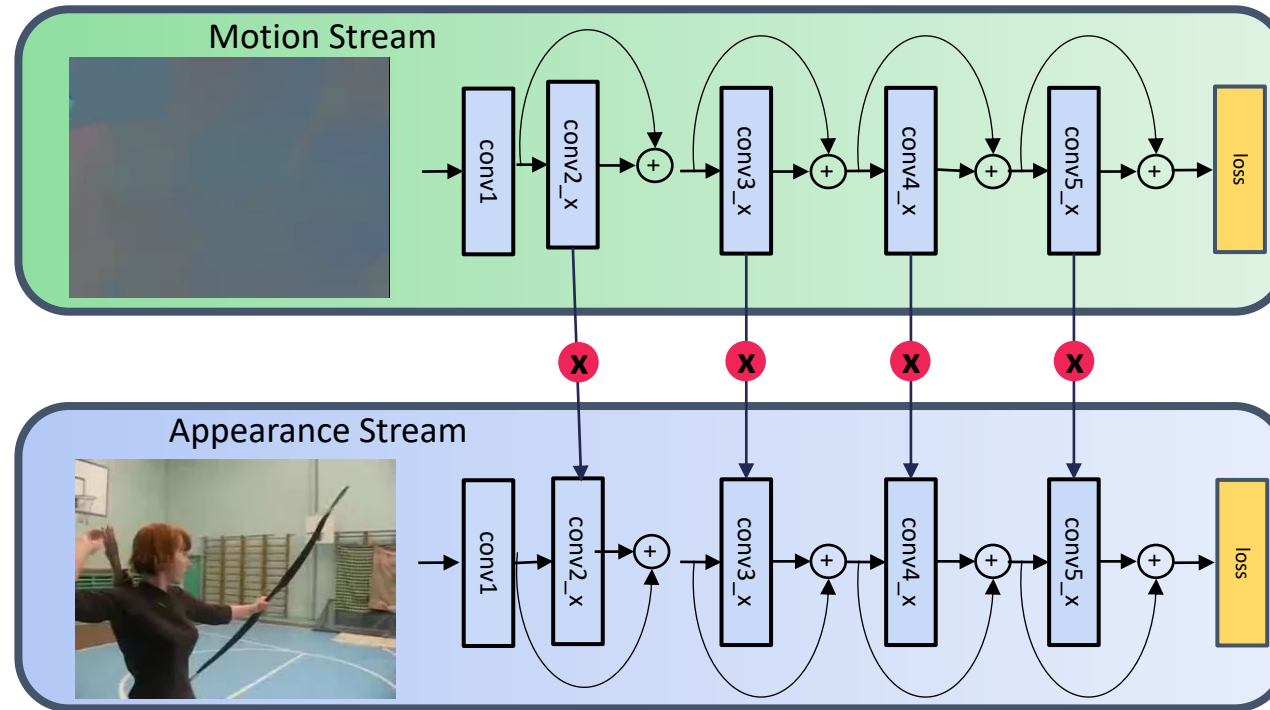 Motion Stream
conv1
conv2_x
+
conv3_x
+
conv4_x
+
conv5_x
+
loss
x
x
x
x
Appearance Stream
conv1
conv2_x
+
conv3_x
+
conv4_x
+
conv5_x
+
loss